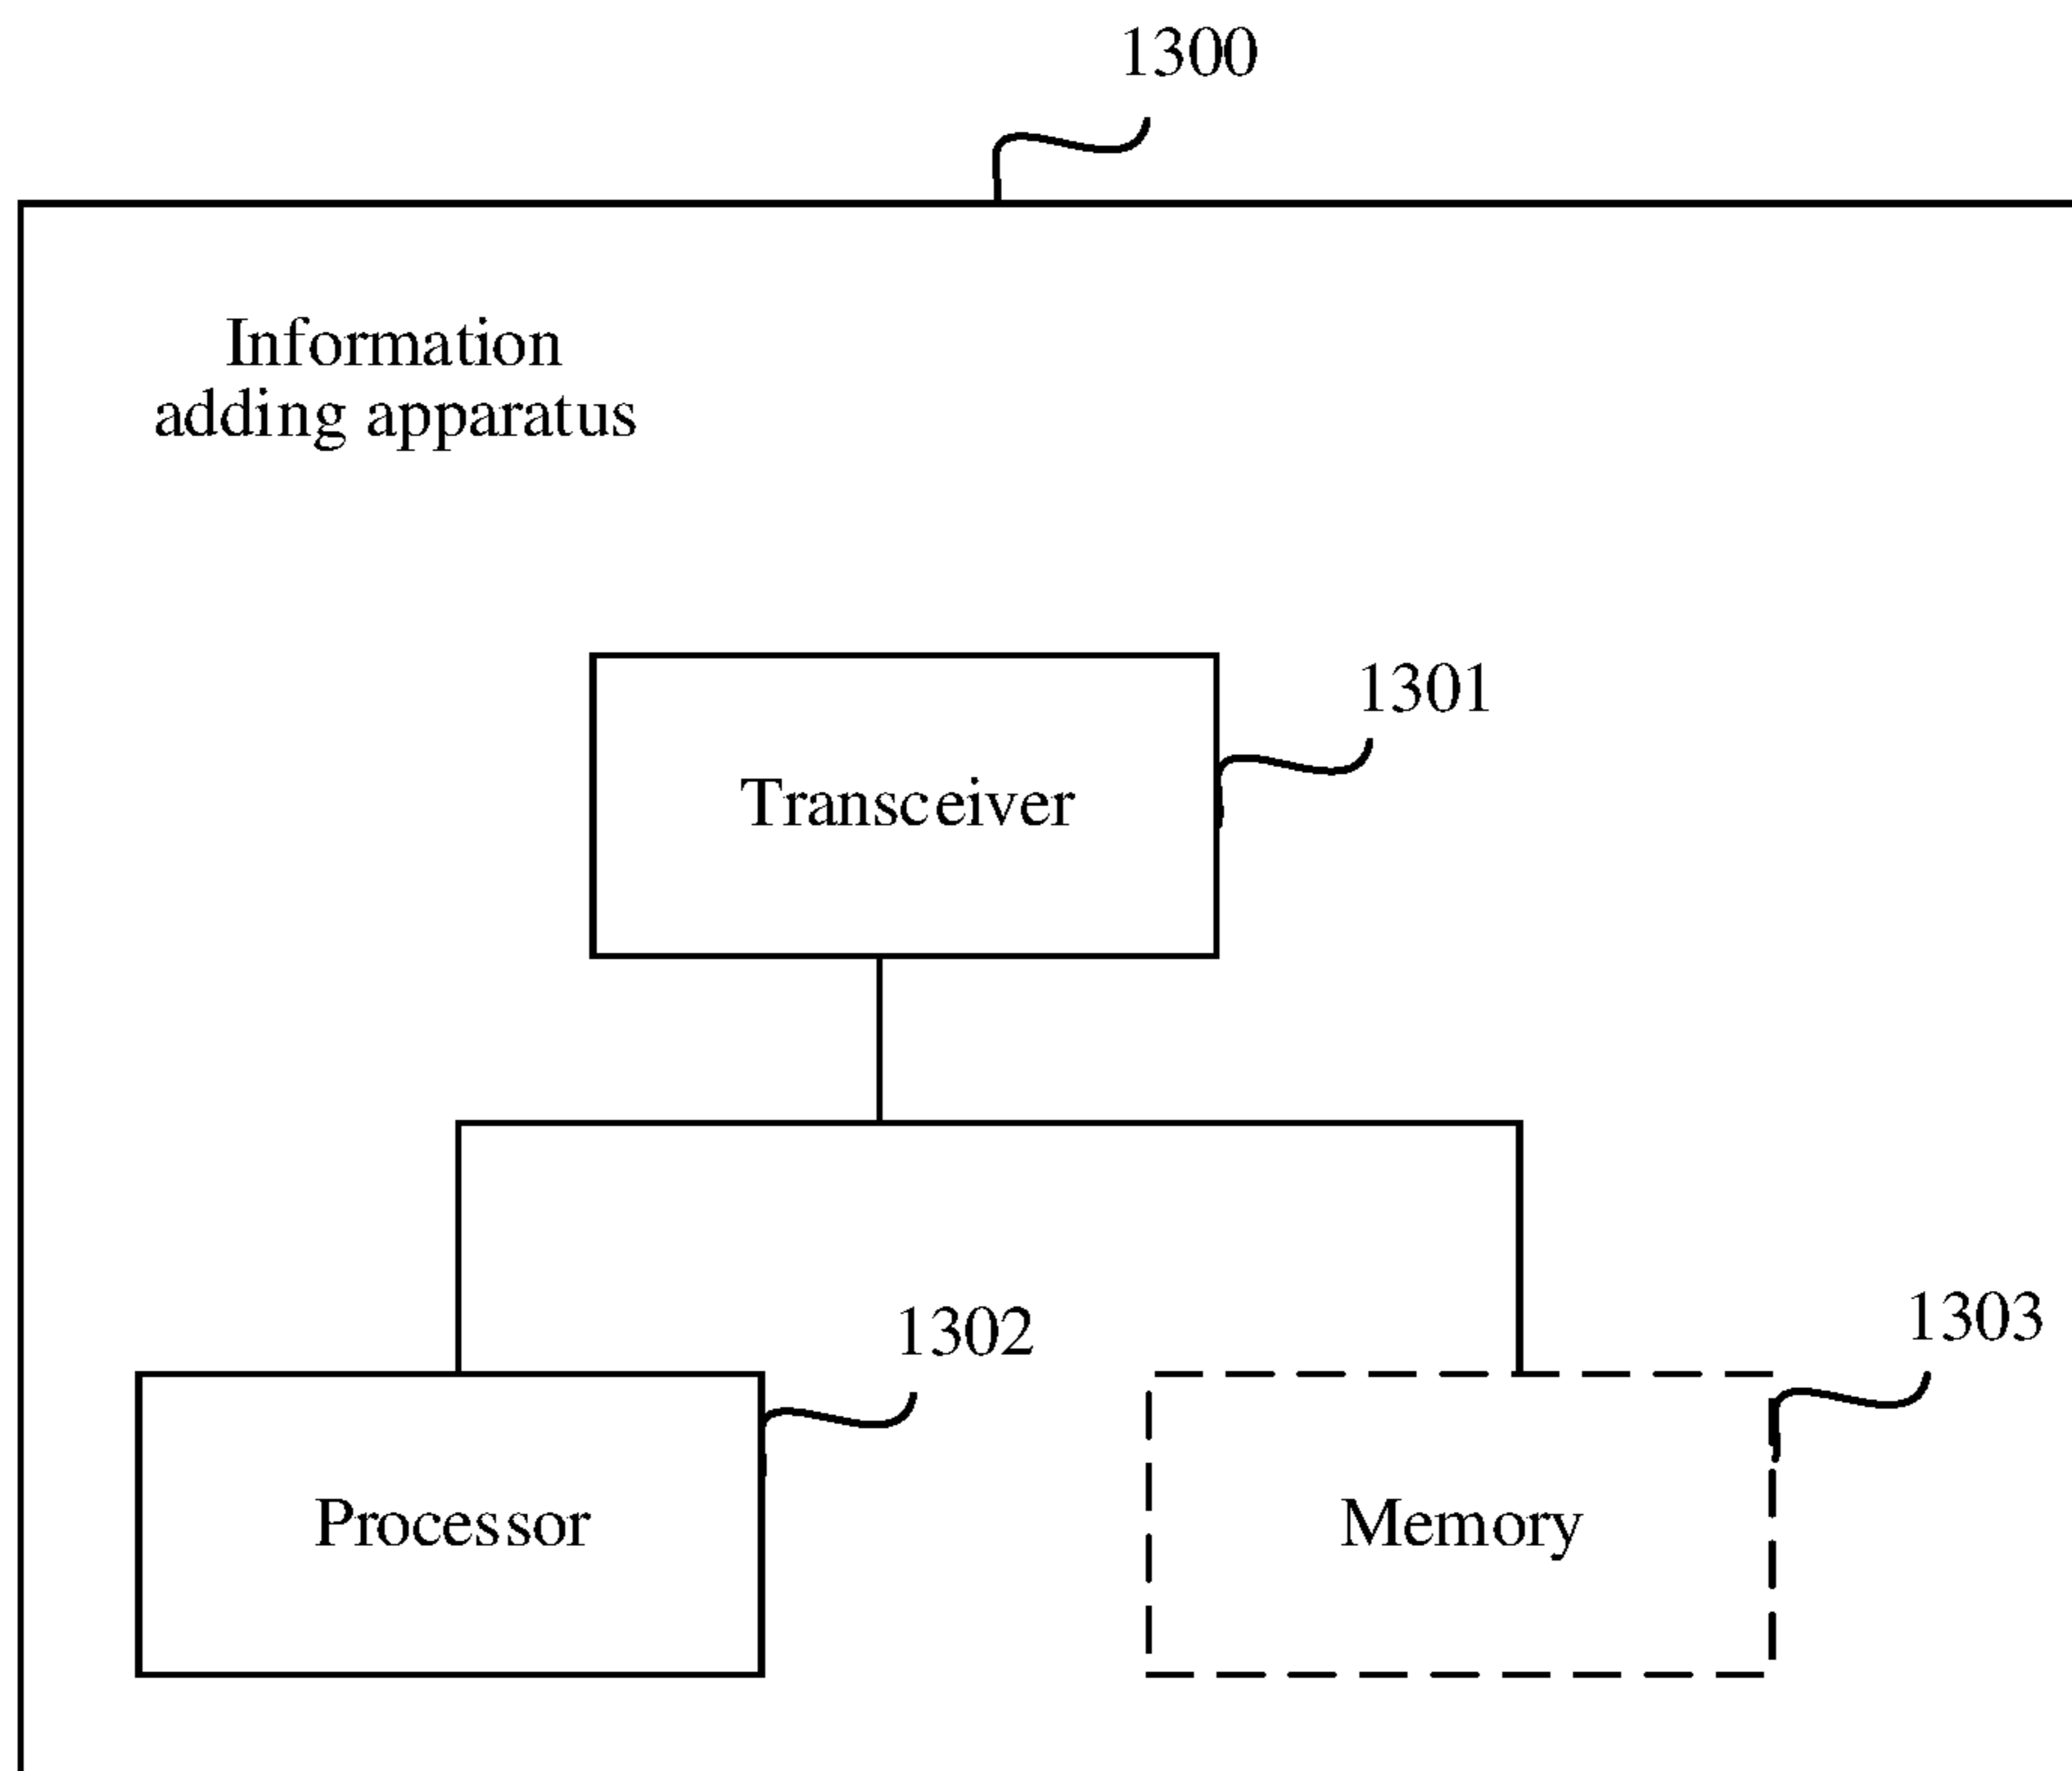 1300
Information
adding apparatus
1301
Transceiver
1302
1303
Processor
Memory